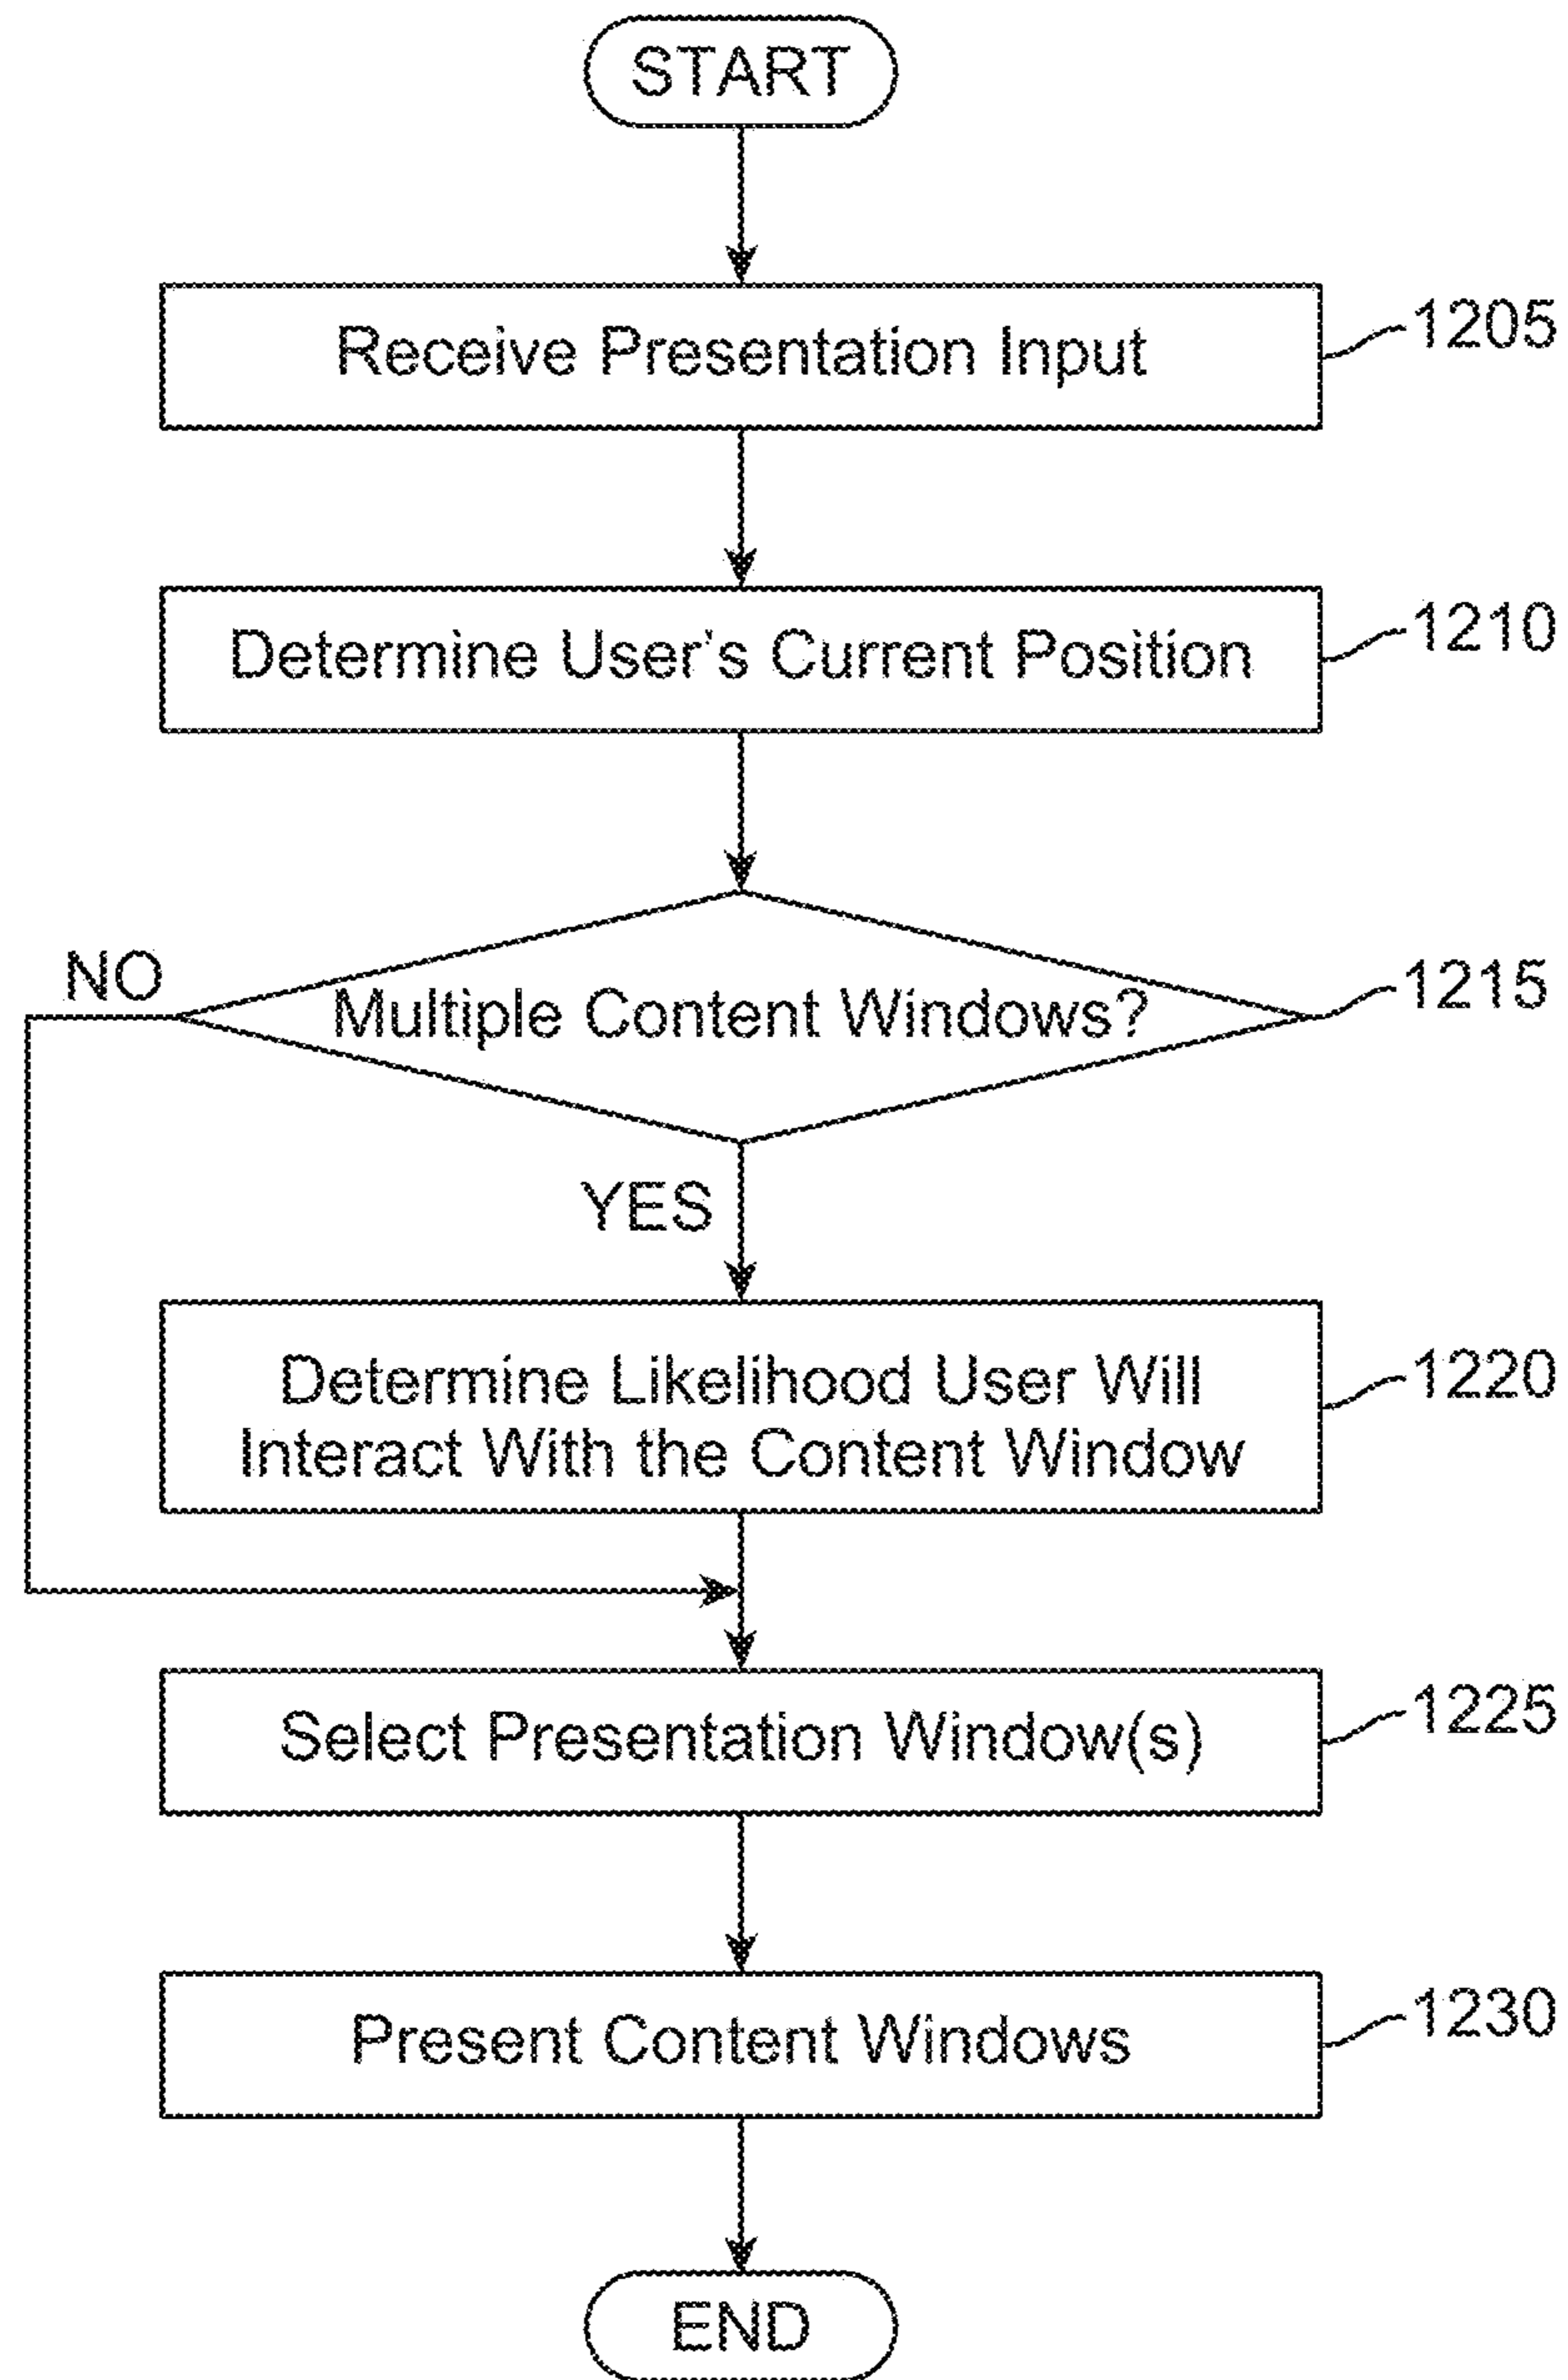 START
Receive Presentation Input
1205
Determine User's Current Position
1210
NO
Multiple Content Windows?
1215
YES
Determine Likelihood User Will
Interact With the Content Window
1220
Select Presentation Window(s)
1225
Present Content Windows
1230
END